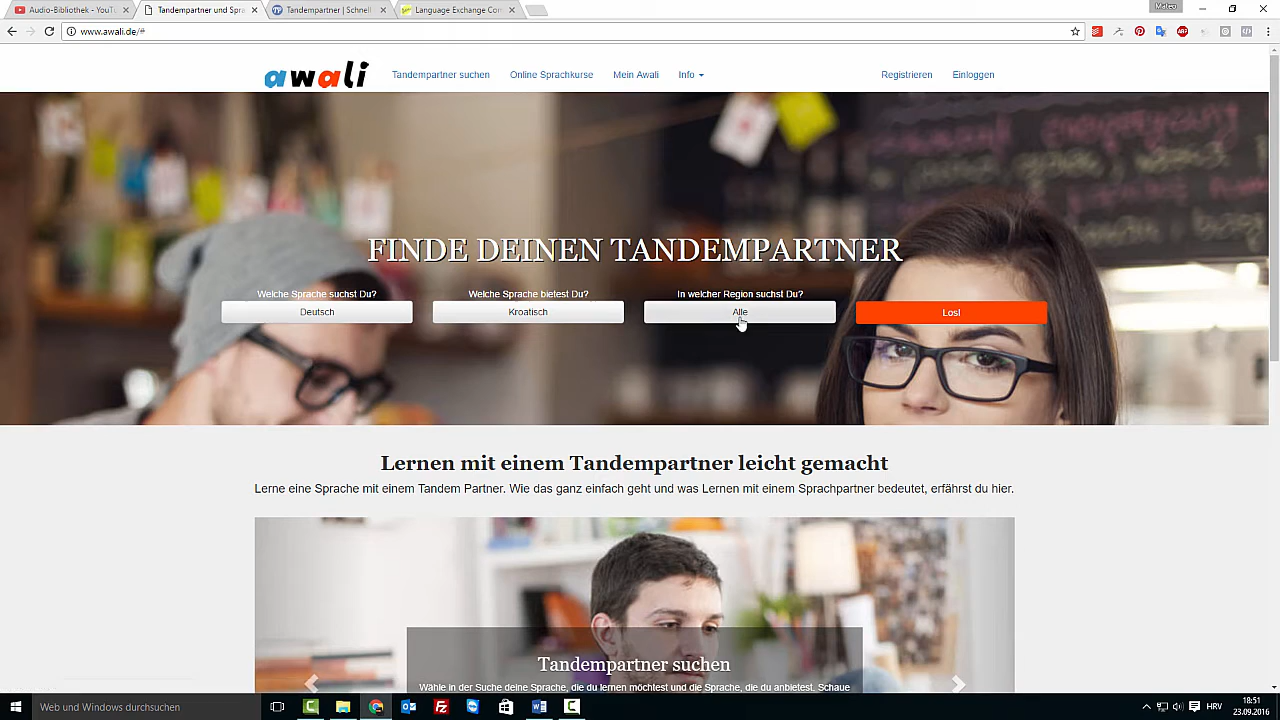 Audio-Bibliothek - YouT
Tandempartner und Spra
Tandempartner | Schnell
Language Exchange Com
Mateo
www.awali.de/#
awali
Tandempartner suchen
Online Sprachkurse
Mein Awali
Info
Registrieren
Einloggen
FINDE DEINEN TANDEMPARTNER
Welche Sprache suchst Du?
Welche Sprache bietest Du?
In welcher Region suchst Du?
Deutsch
Kroatisch
Alle
Los!
Lernen mit einem Tandempartner leicht gemacht
Lerne eine Sprache mit einem Tandem Partner. Wie das ganz einfach geht und was Lernen mit einem Sprachpartner bedeutet, erfährst du hier.
Tandempartner suchen
Wähle in der Suche deine Sprache, die du lernen möchtest und die Sprache, die du anbietest. Schaue
Web und Windows durchsuchen
HRV
18:51
23.09.2016